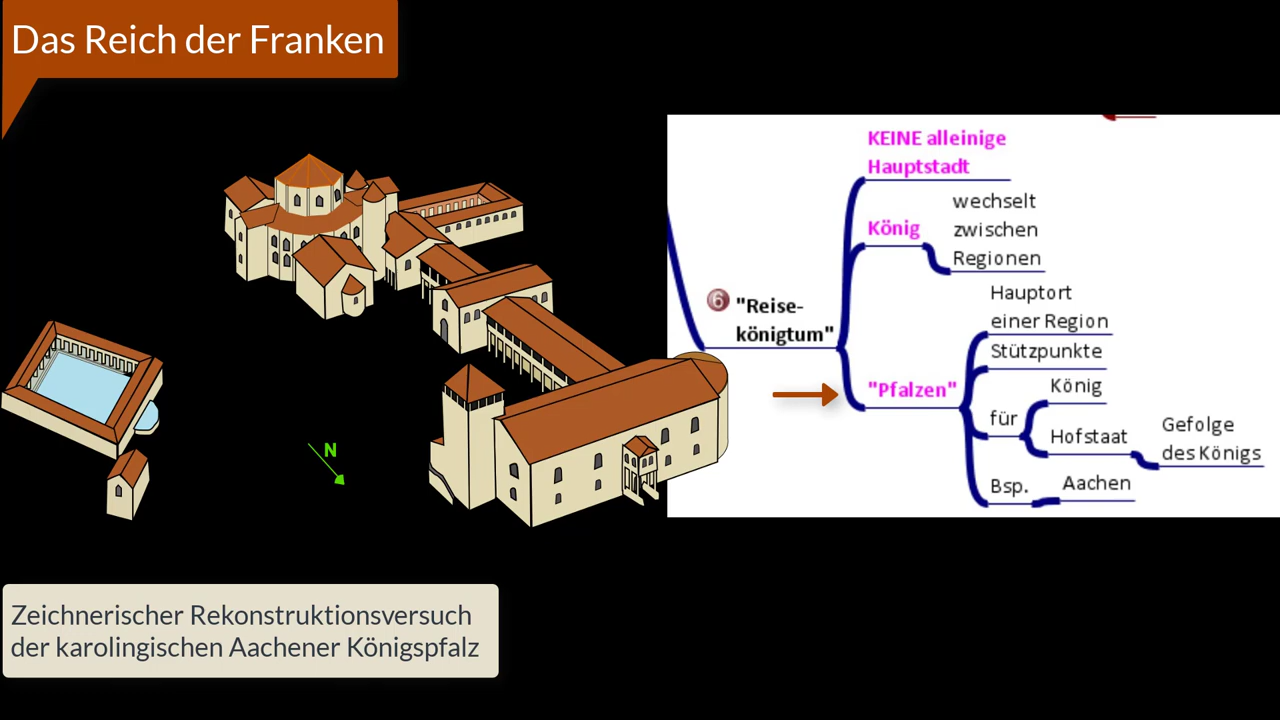 Das Reich der Franken
N
Zeichnerischer Rekonstruktionsversuch
der karolingischen Aachener Königspfalz
6 "Reise-
königtum"
KEINE alleinige
Hauptstadt
König
wechselt
zwischen
Regionen
"Pfalzen"
Hauptort
einer Region
Stützpunkte
für
König
Hofstaat
Gefolge
des Königs
Bsp.
Aachen